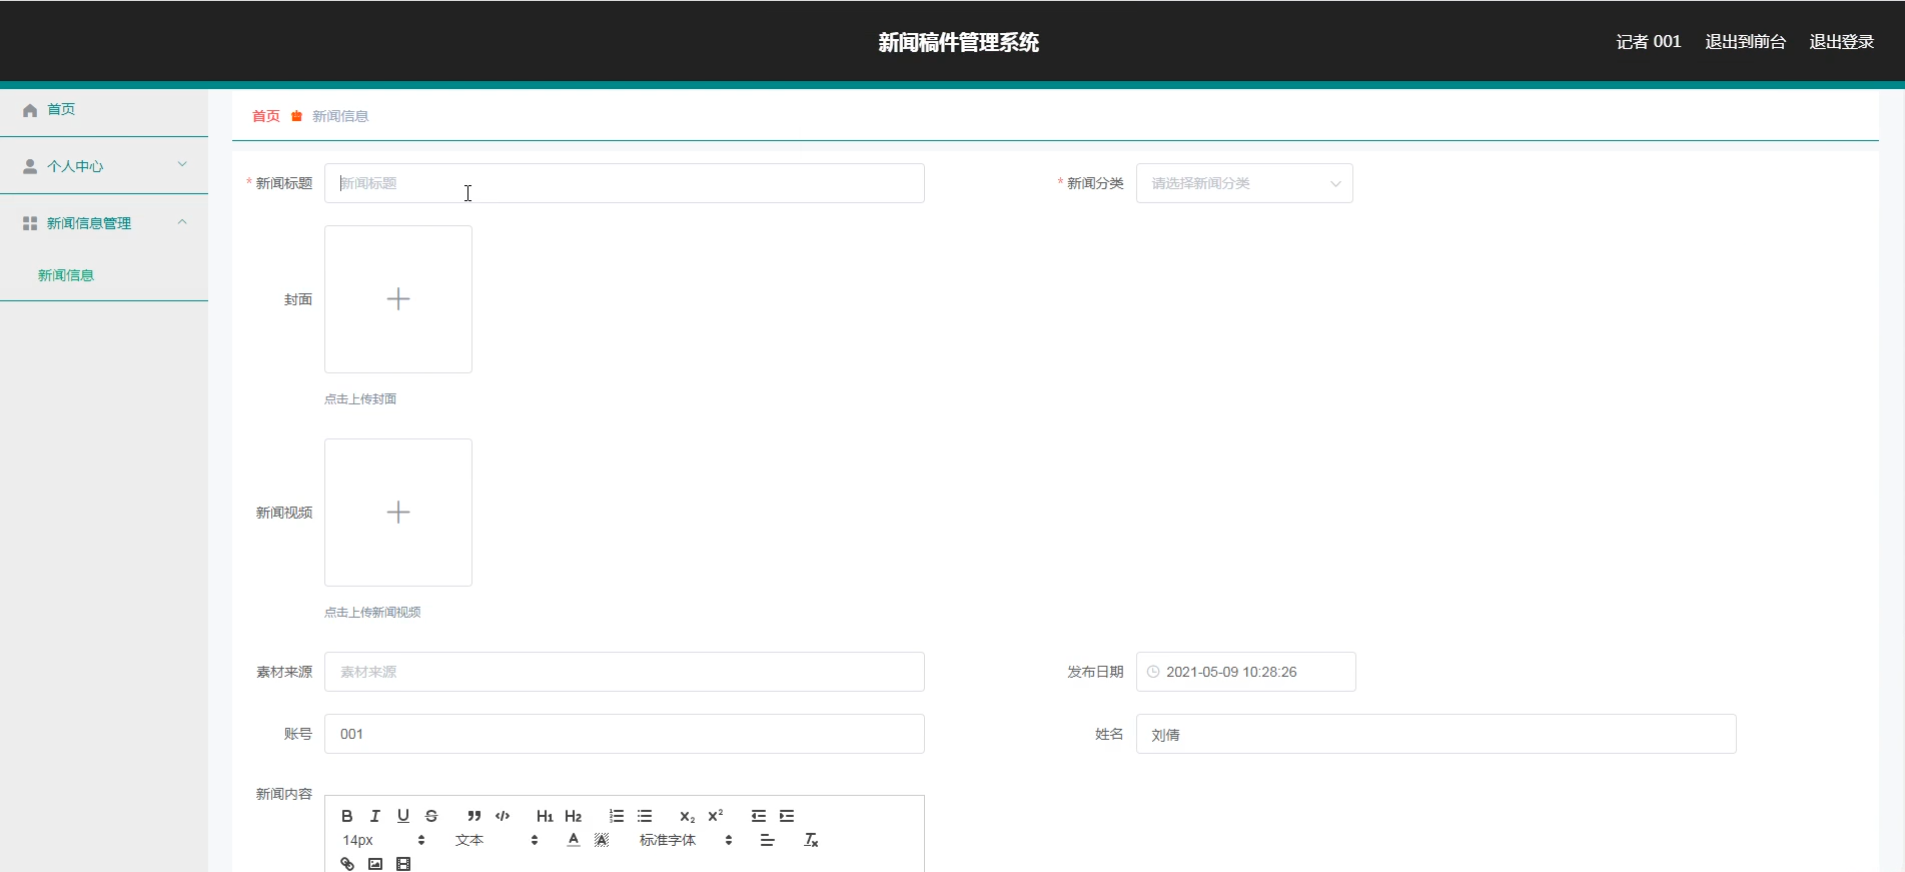 新闻稿件管理系统
记者 001 退出到前台 退出登录
首页
个人中心
新闻信息管理
新闻信息
首页 新闻信息
* 新闻标题 新闻标题
* 新闻分类 请选择新闻分类
封面
点击上传封面
新闻视频
点击上传新闻视频
素材来源 素材来源
发布日期 2021-05-09 10:28:26
账号 001
姓名 刘倩
新闻内容
B I U S H1 H2 x₂ x²
14px 文本 A A 标准字体 Tx